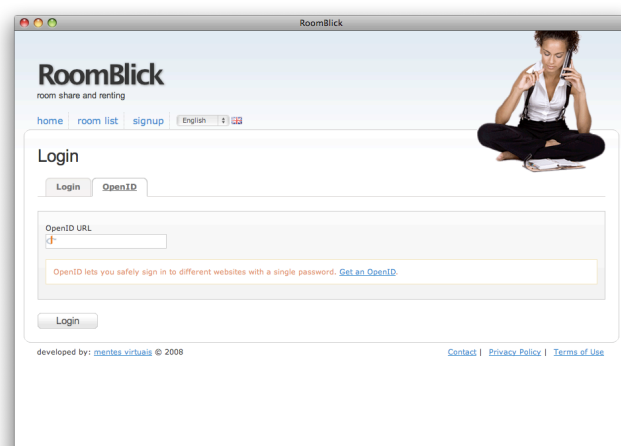 RoomBlick
RoomBlick
room share and renting
home room list signup English
Login
Login OpenID
OpenID URL
OpenID lets you safely sign in to different websites with a single password. Get an OpenID.
Login
developed by: mentes virtuais © 2008 Contact | Privacy Policy | Terms of Use